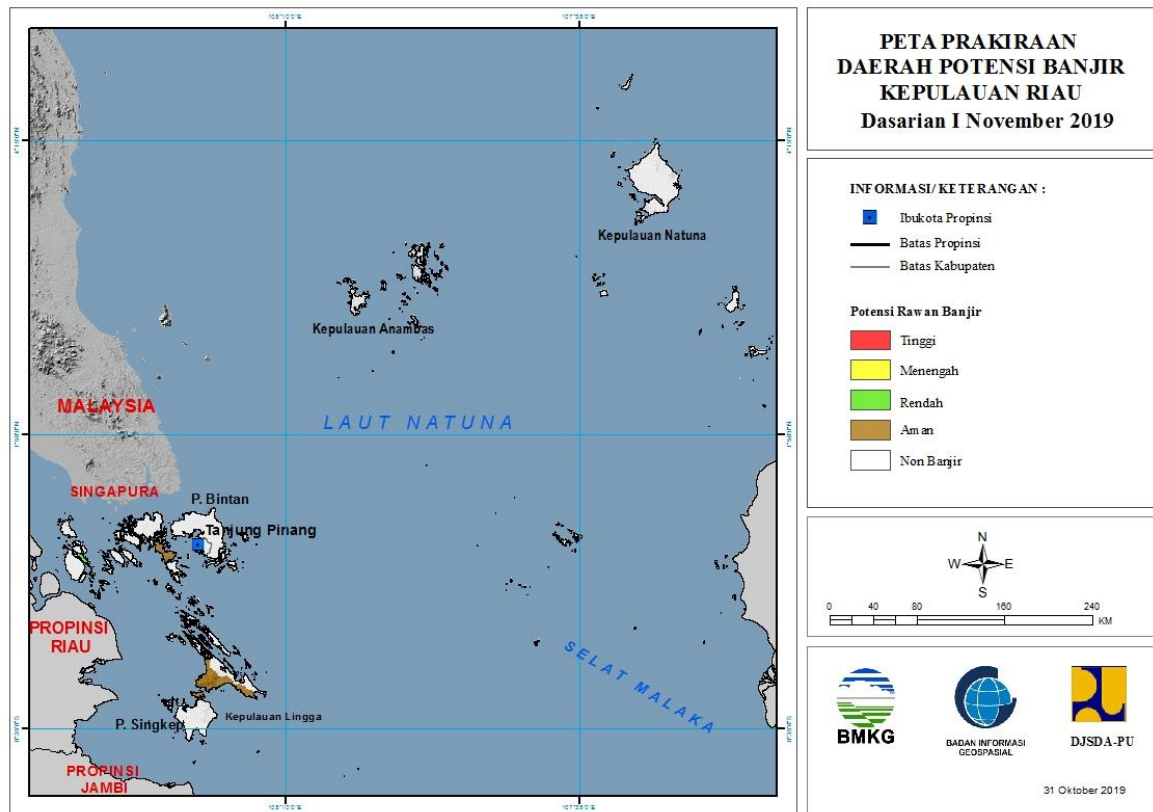 PETA PRAKIRAAN
DAERAH POTENSI BANJIR
KEPULAUAN RIAU
Dasarian I November 2019
INFORMASI/ KETERANGAN :
Ibukota Propinsi
Batas Propinsi
Batas Kabupaten
Potensi Rawan Banjir
Tinggi
Menengah
Rendah
Aman
Non Banjir
N
W E
S
0 40 80 160 240
KM
BMKG
BADAN INFORMASI
GEOSPASIAL
DJSDA-PU
31 Oktober 2019
Kepulauan Natuna
Kepulauan Anambas
MALAYSIA
LAUT NATUNA
SINGAPURA
P. Bintan
Tanjung Pinang
PROPINSI
RIAU
SELAT MALAKA
Kepulauan Lingga
P. Singkep
PROPINSI
JAMBI